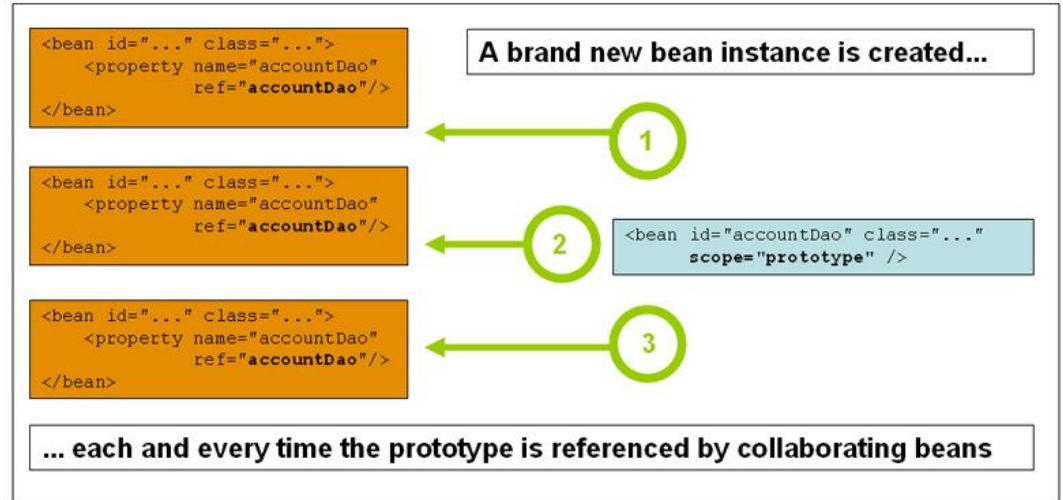 <bean id="..." class="...">
<property name="accountDao"
ref="accountDao"/>
</bean>
A brand new bean instance is created...
1
<bean id="..." class="...">
<property name="accountDao"
ref="accountDao"/>
</bean>
2
<bean id="accountDao" class="..."
scope="prototype" />
<bean id="..." class="...">
<property name="accountDao"
ref="accountDao"/>
</bean>
3
... each and every time the prototype is referenced by collaborating beans